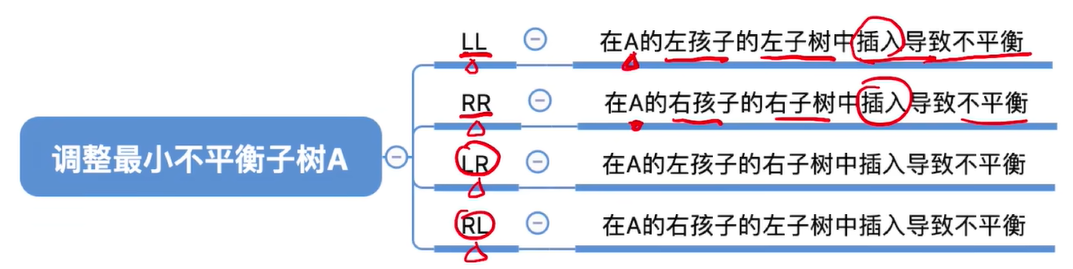 LL 在A的左孩子的左子树中插入导致不平衡
RR 在A的右孩子的右子树中插入导致不平衡
调整最小不平衡子树A
LR 在A的左孩子的右子树中插入导致不平衡
RL 在A的右孩子的左子树中插入导致不平衡